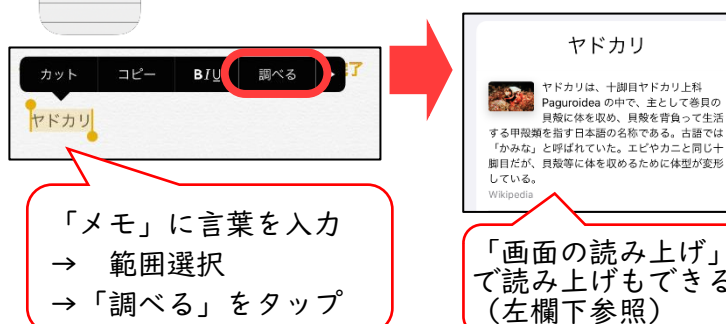 カット コピー BIU 調べる ▶ 了
ヤドカリ
「メモ」に言葉を入力
→ 範囲選択
→「調べる」をタップ
ヤドカリ
ヤドカリは、十脚目ヤドカリ上科
Paguroidea の中で、主として巻貝の
貝殻に体を収め、貝殻を背負って生活
する甲殻類を指す日本語の名称である。古語では
「かみな」と呼ばれていた。エビやカニと同じ十
脚目だが、貝殻等に体を収めるために体型が変形
している。
Wikipedia
「画面の読み上げ」
で読み上げもできる
（左欄下参照）